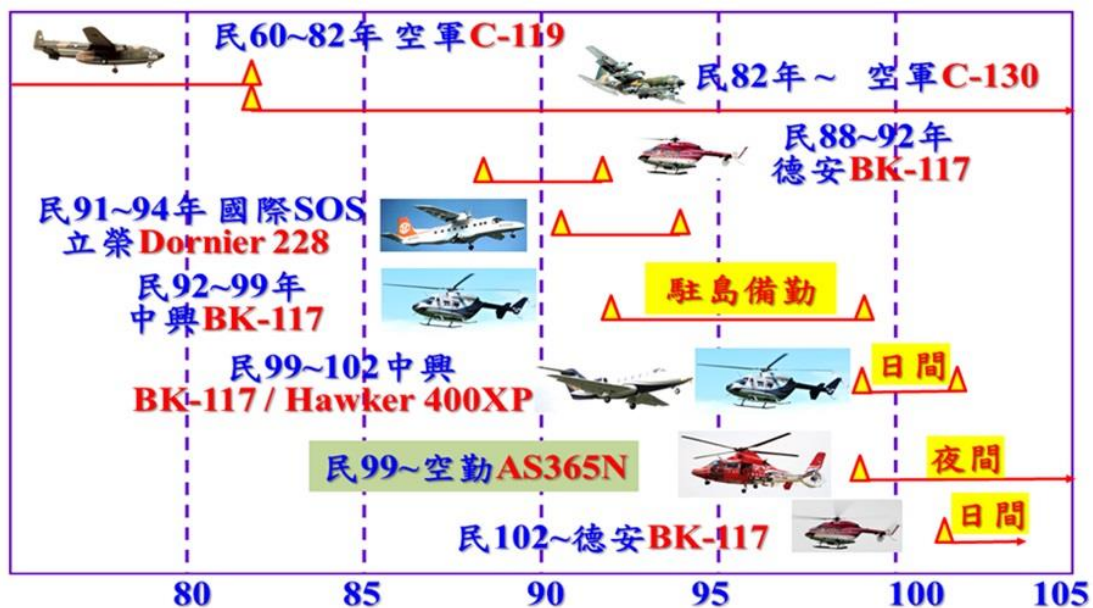 民60~82年 空軍C-119
民82年~ 空軍C-130
民88~92年
德安BK-117
民91~94年 國際SOS
立榮Dornier 228
民92~99年
中興BK-117
駐島備勤
民99~102中興
BK-117 / Hawker 400XP
日間
民99~空勤AS365N
夜間
民102~德安BK-117
日間
80 85 90 95 100 105